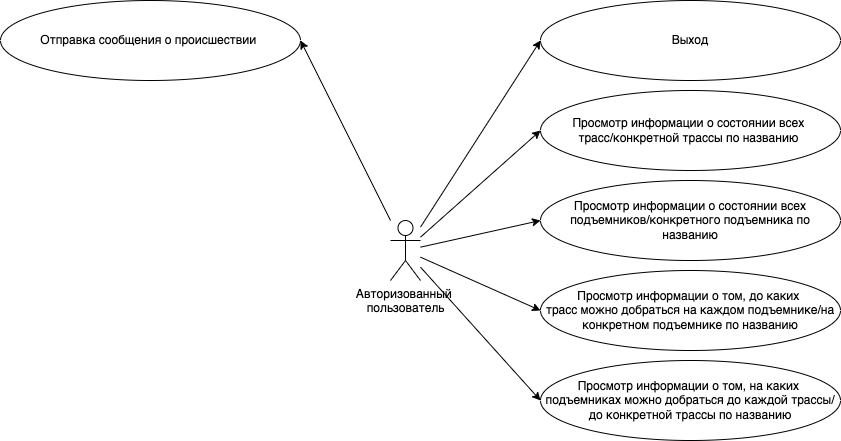 Отправка сообщения о происшествии
Выход
Просмотр информации о состоянии всех
трасс/конкретной трассы по названию
Просмотр информации о состоянии всех
подъемников/конкретного подъемника по
названию
Авторизованный
пользователь
Просмотр информации о том, до каких
трасс можно добраться на каждом подъемнике/на
конкретном подъемнике по названию
Просмотр информации о том, на каких
подъемниках можно добраться до каждой трассы/
до конкретной трассы по названию